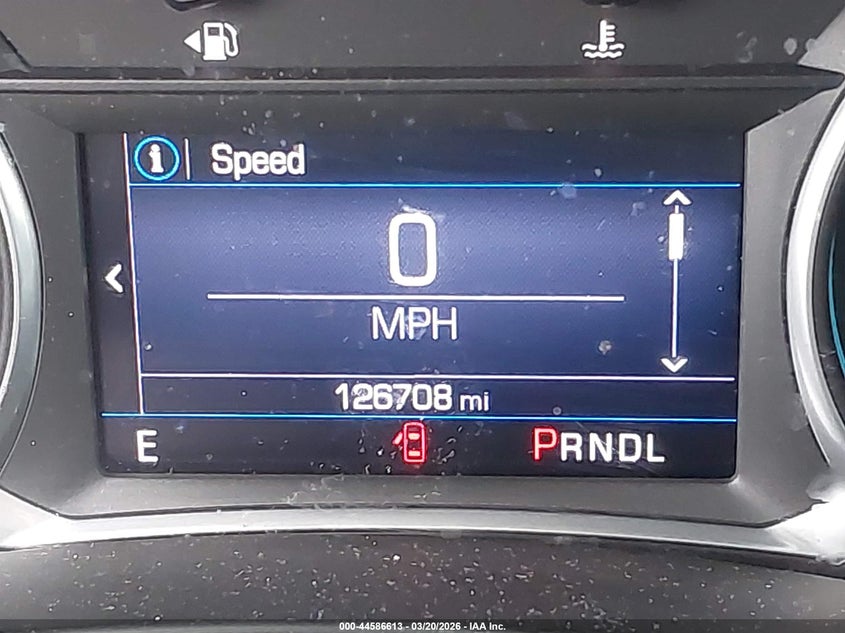 Speed
0
MPH
126708 mi
E PRNDL
000-44586613 - 03/20/2026 - IAA Inc.